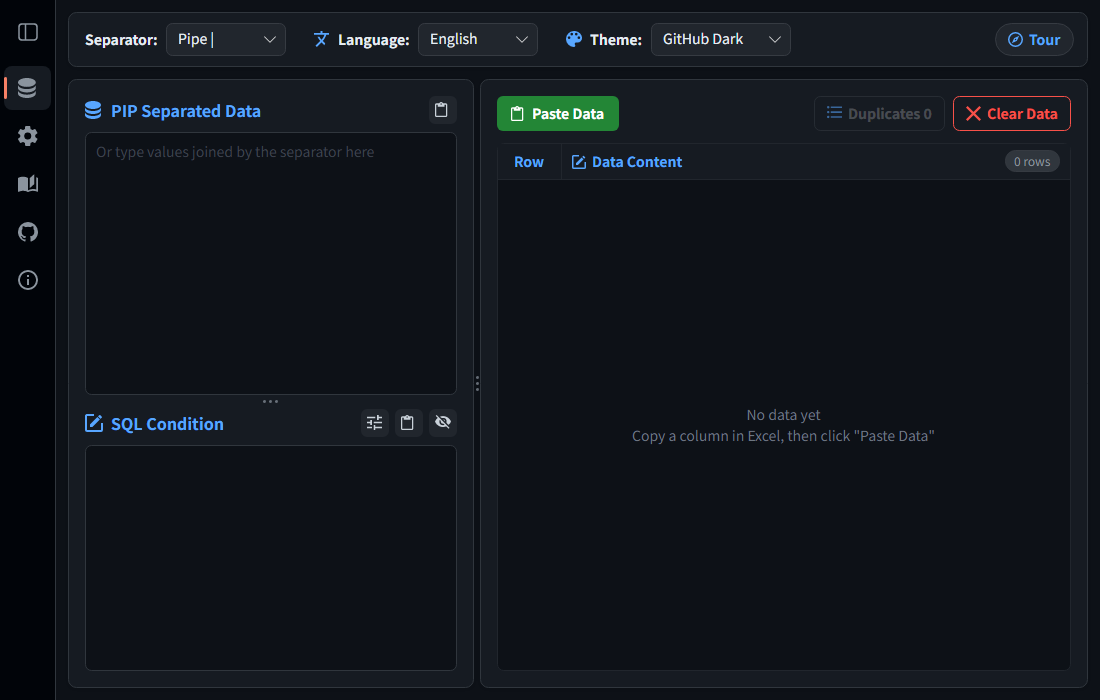 Separator: Pipe | Language: English Theme: GitHub Dark Tour
PIP Separated Data
Or type values joined by the separator here
SQL Condition
Paste Data Duplicates 0 Clear Data
Row Data Content 0 rows
No data yet
Copy a column in Excel, then click "Paste Data"